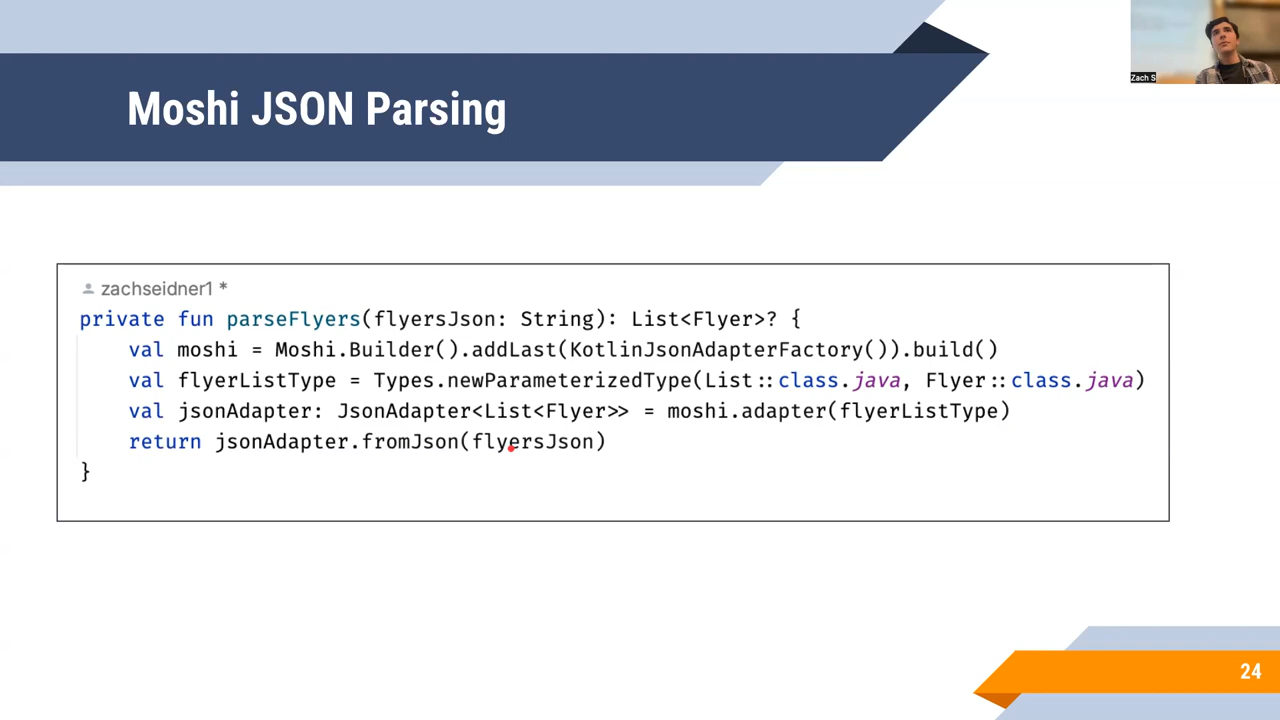 Moshi JSON Parsing
Zach S
zachseidner1 *
private fun parseFlyers(flyersJson: String): List<Flyer>? {
val moshi = Moshi.Builder().addLast(KotlinJsonAdapterFactory()).build()
val flyerListType = Types.newParameterizedType(List::class.java, Flyer::class.java)
val jsonAdapter: JsonAdapter<List<Flyer>> = moshi.adapter(flyerListType)
return jsonAdapter.fromJson(flyersJson)
}
24